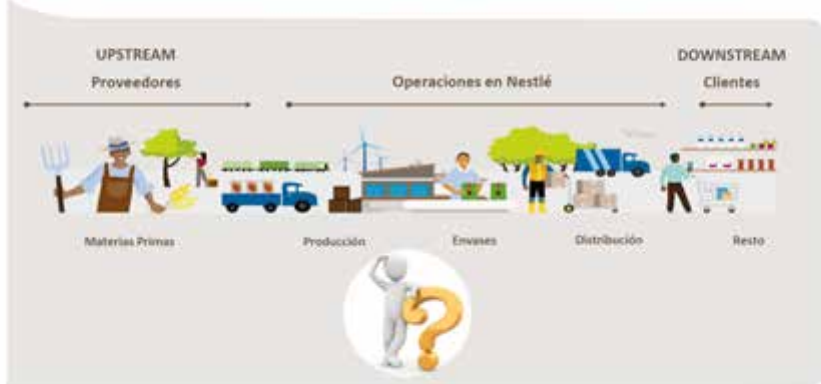 UPSTREAM
DOWNSTREAM
Proveedores
Operaciones en Nestlé
Clientes
Materias Primas
Producción
Envases
Distribución
Resto